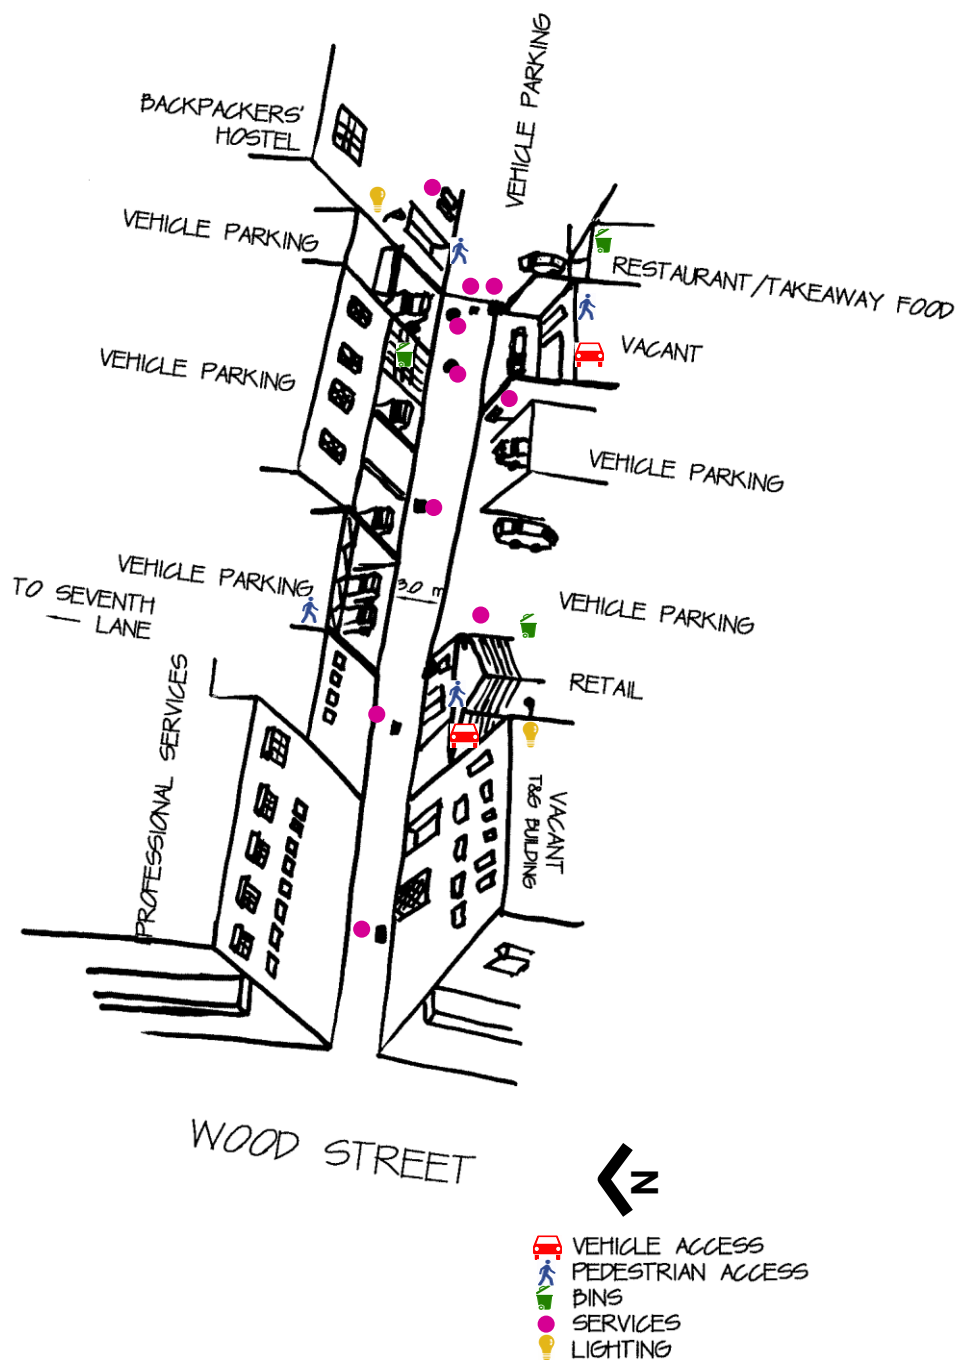 VEHICLE PARKING
BACKPACKERS'
HOSTEL
VEHICLE PARKING
RESTAURANT/TAKEAWAY FOOD
VACANT
VEHICLE PARKING
VEHICLE PARKING
VEHICLE PARKING
TO SEVENTH
LANE
3.0 m
VEHICLE PARKING
RETAIL
PROFESSIONAL SERVICES
VACANT
T&G BUILDING
WOOD STREET
N
VEHICLE ACCESS
PEDESTRIAN ACCESS
BINS
SERVICES
LIGHTING